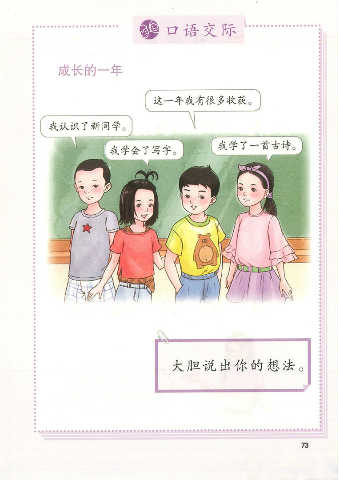 口语交际
成长的一年
这一年我有很多收获。
我认识了新同学。
我学会了写字。
我学了一首古诗。
大胆说出你的想法。
73